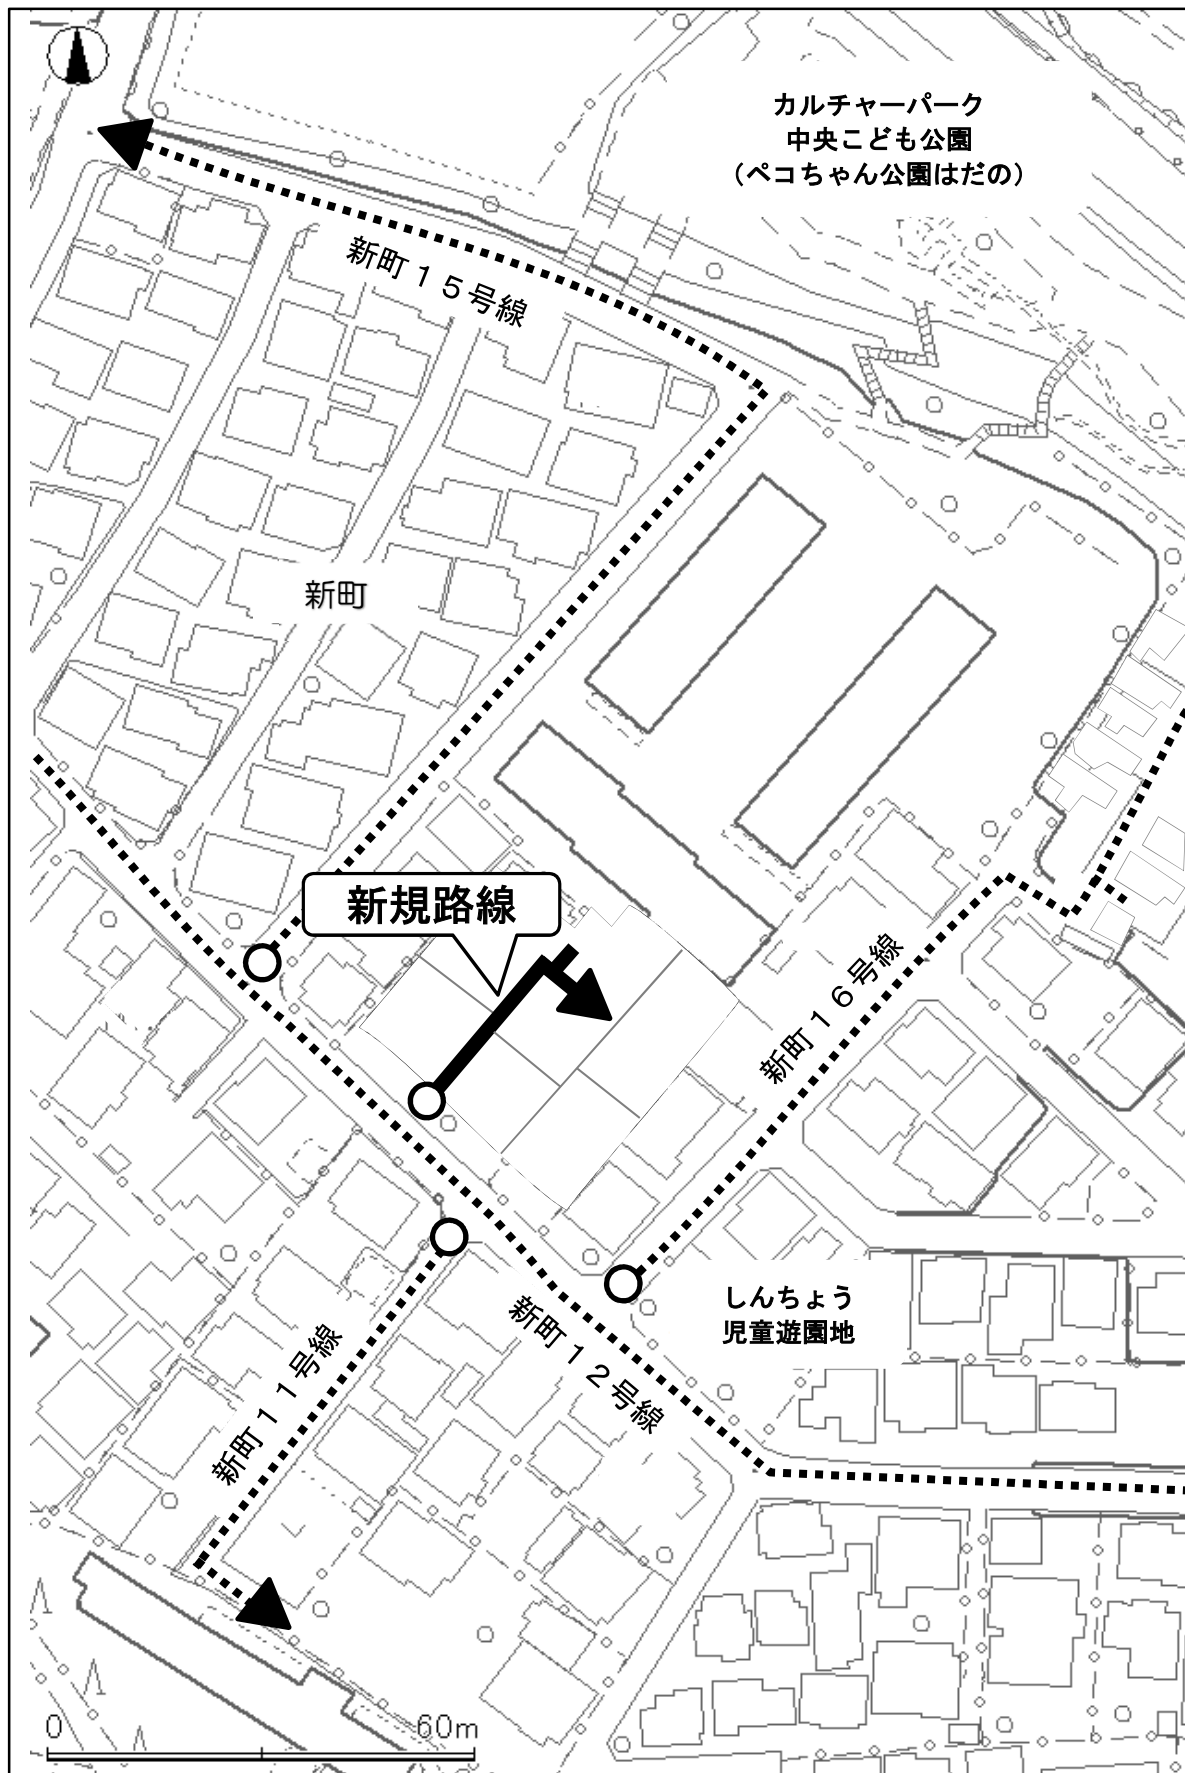 カルチャーパーク
中央こども公園
（ペコちゃん公園はだの）
新町１５号線
新町
新規路線
新町１６号線
しんちょう
児童遊園地
新町１２号線
新町１１号線
0 60m